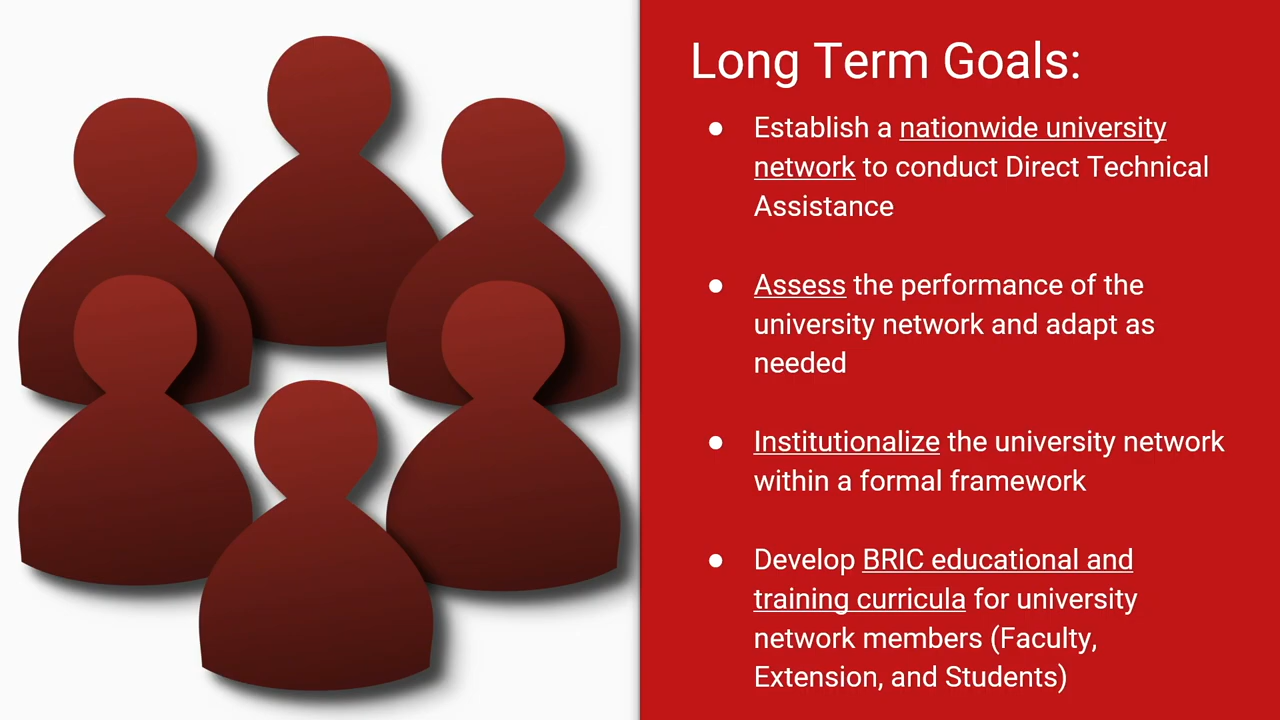 Long Term Goals:
● Establish a nationwide university
network to conduct Direct Technical
Assistance
● Assess the performance of the
university network and adapt as
needed
● Institutionalize the university network
within a formal framework
● Develop BRIC educational and
training curricula for university
network members (Faculty,
Extension, and Students)